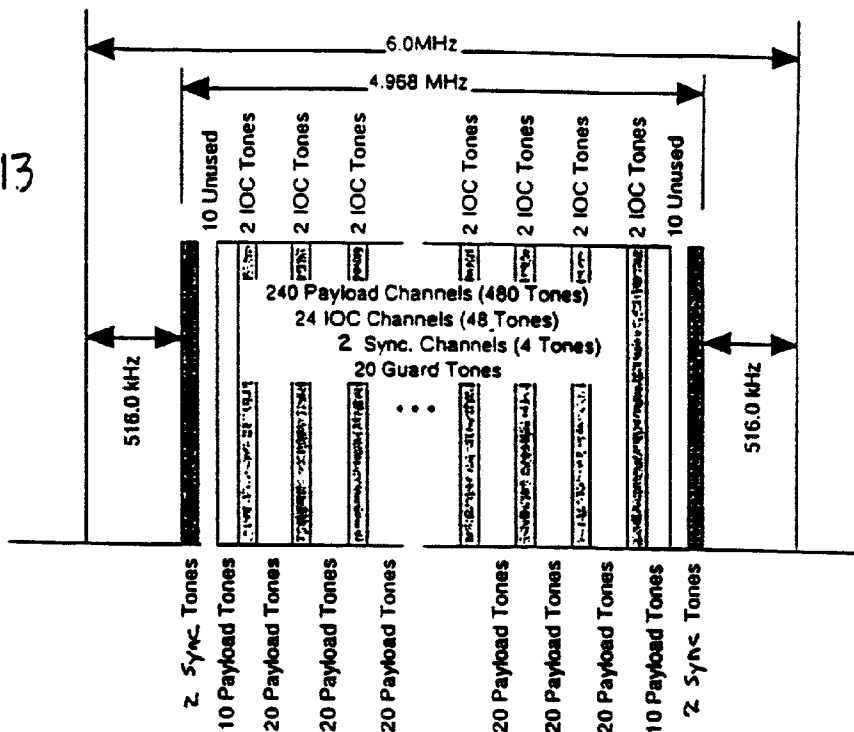 6.0MHz
4.968 MHz
13
10 Unused
2 IOC Tones
2 IOC Tones
2 IOC Tones
2 IOC Tones
2 IOC Tones
2 IOC Tones
2 IOC Tones
10 Unused
240 Payload Channels (480 Tones)
24 IOC Channels (48 Tones)
2 Sync. Channels (4 Tones)
20 Guard Tones
516.0 kHz
• • •
516.0 kHz
2 Sync Tones
10 Payload Tones
20 Payload Tones
20 Payload Tones
20 Payload Tones
20 Payload Tones
20 Payload Tones
20 Payload Tones
10 Payload Tones
2 Sync Tones